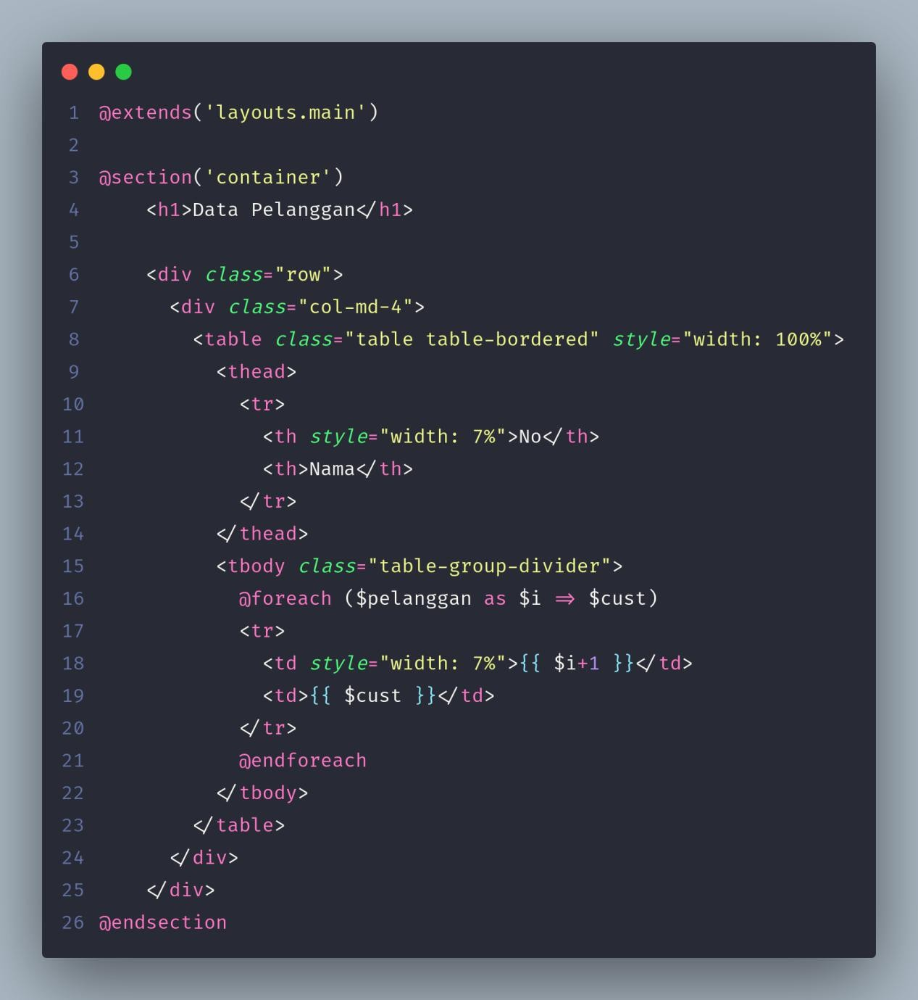 1 @extends('layouts.main')
2
3 @section('container')
4     <h1>Data Pelanggan</h1>
5
6     <div class="row">
7       <div class="col-md-4">
8         <table class="table table-bordered" style="width: 100%">
9           <thead>
10             <tr>
11               <th style="width: 7%">No</th>
12               <th>Nama</th>
13             </tr>
14           </thead>
15           <tbody class="table-group-divider">
16             @foreach ($pelanggan as $i => $cust)
17             <tr>
18               <td style="width: 7%">{{ $i+1 }}</td>
19               <td>{{ $cust }}</td>
20             </tr>
21             @endforeach
22           </tbody>
23         </table>
24       </div>
25     </div>
26 @endsection